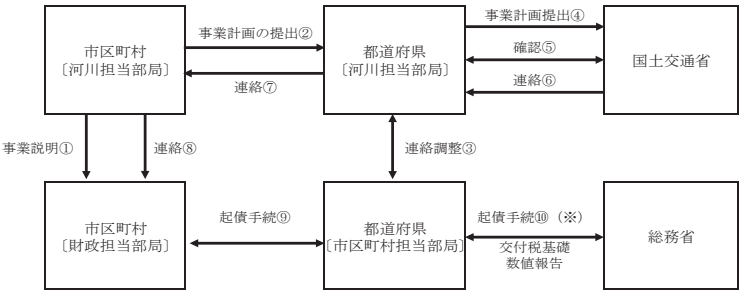 市区町村
〔河川担当部局〕
事業計画の提出②
連絡⑦
都道府県
〔河川担当部局〕
事業計画提出④
確認⑤
連絡⑥
国土交通省
事業説明①
連絡⑧
連絡調整③
市区町村
〔財政担当部局〕
起債手続⑨
都道府県
〔市区町村担当部局〕
起債手続⑩（※）
交付税基礎
数値報告
総務省